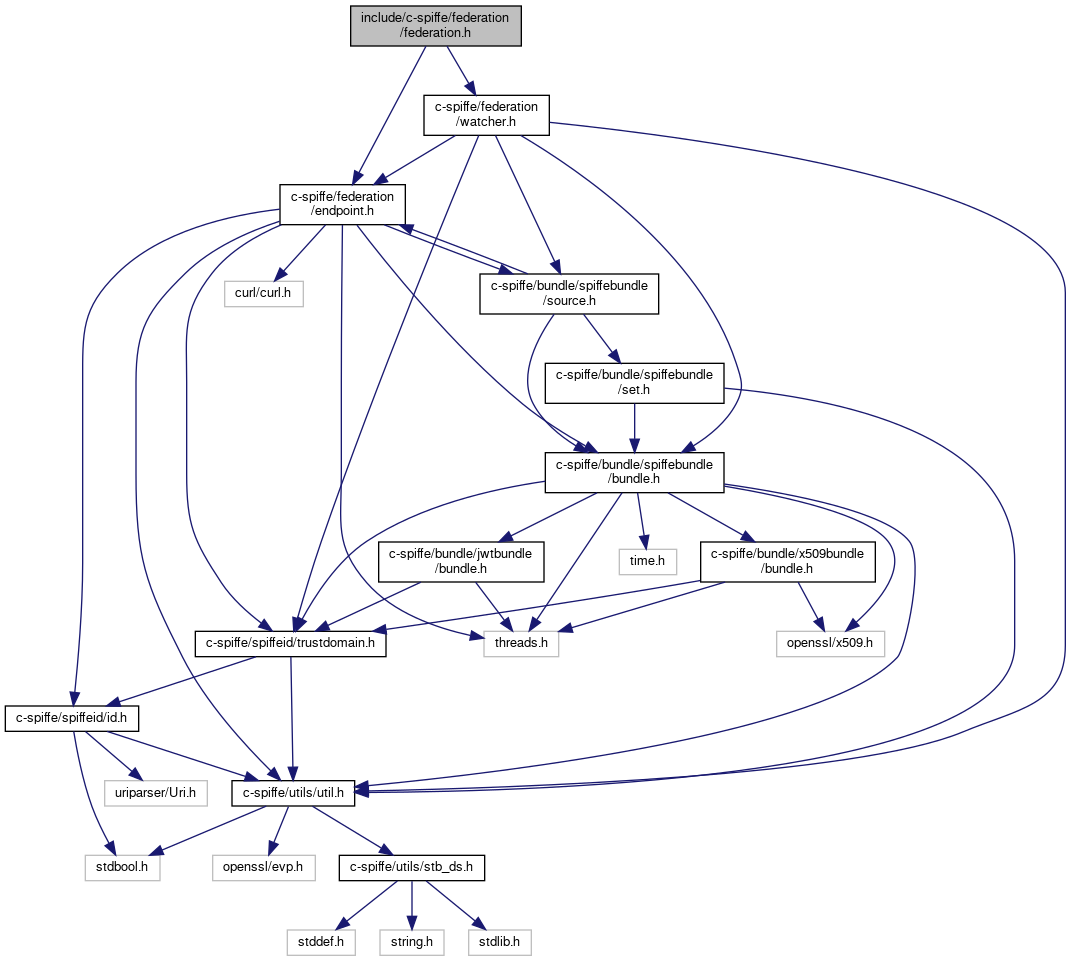 include/c-spiffe/federation
/federation.h
c-spiffe/federation
/watcher.h
c-spiffe/federation
/endpoint.h
curl/curl.h
c-spiffe/bundle/spiffebundle
/source.h
c-spiffe/bundle/spiffebundle
/set.h
c-spiffe/bundle/spiffebundle
/bundle.h
c-spiffe/bundle/jwtbundle
/bundle.h
time.h
c-spiffe/bundle/x509bundle
/bundle.h
c-spiffe/spiffeid/trustdomain.h
threads.h
openssl/x509.h
c-spiffe/spiffeid/id.h
uriparser/Uri.h
c-spiffe/utils/util.h
stdbool.h
openssl/evp.h
c-spiffe/utils/stb_ds.h
stddef.h
string.h
stdlib.h